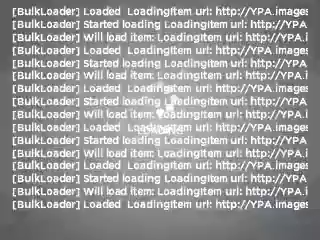 [BulkLoader] Loaded LoadingItem url: http://YPA.images
[BulkLoader] Started loading LoadingItem url: http://YPA
[BulkLoader] Will load item: LoadingItem url: http://YPA.i
[BulkLoader] Loaded LoadingItem url: http://YPA.images
[BulkLoader] Started loading LoadingItem url: http://YPA
[BulkLoader] Will load item: LoadingItem url: http://YPA.i
[BulkLoader] Loaded LoadingItem url: http://YPA.images
[BulkLoader] Started loading LoadingItem url: http://YPA
[BulkLoader] Will load item: LoadingItem url: http://YPA.i
[BulkLoader] Loaded LoadingItem url: http://YPA.images
[BulkLoader] Started loading LoadingItem url: http://YPA
[BulkLoader] Will load item: LoadingItem url: http://YPA.i
[BulkLoader] Loaded LoadingItem url: http://YPA.images
[BulkLoader] Started loading LoadingItem url: http://YPA
[BulkLoader] Will load item: LoadingItem url: http://YPA.i
[BulkLoader] Loaded LoadingItem url: http://YPA.images